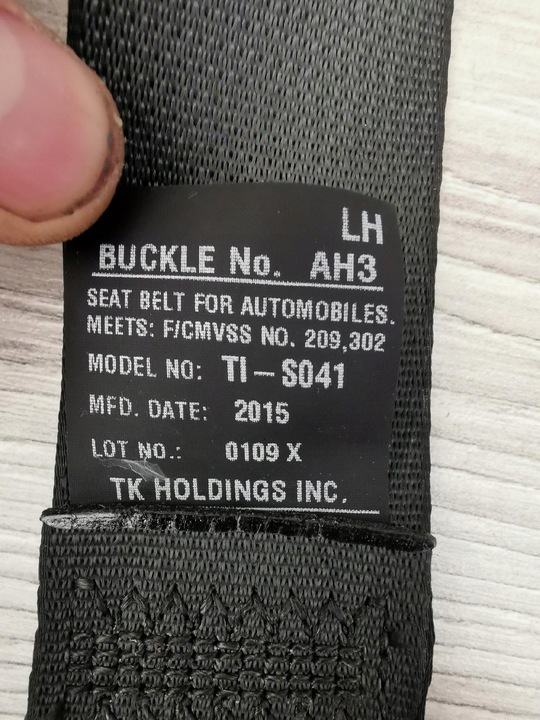 LH
BUCKLE No. AH3
SEAT BELT FOR AUTOMOBILES.
MEETS: F/CMVSS NO. 209,302
MODEL NO: TI-S041
MFD. DATE: 2015
LOT NO.: 0109 X
TK HOLDINGS INC.